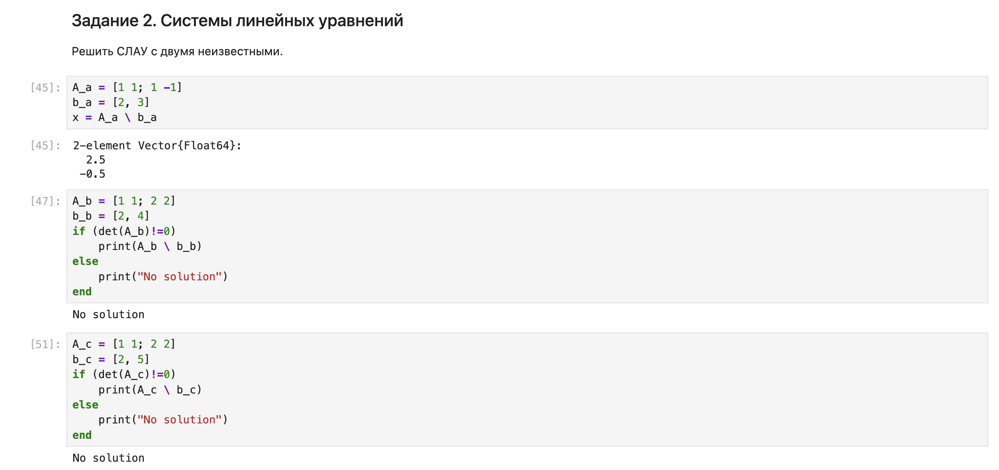 Задание 2. Системы линейных уравнений
Решить СЛАУ с двумя неизвестными.
[45]: A_a = [1 1; 1 -1]
b_a = [2, 3]
x = A_a \ b_a
[45]: 2-element Vector{Float64}:
2.5
-0.5
[47]: A_b = [1 1; 2 2]
b_b = [2, 4]
if (det(A_b)!=0)
    print(A_b \ b_b)
else
    print("No solution")
end
No solution
[51]: A_c = [1 1; 2 2]
b_c = [2, 5]
if (det(A_c)!=0)
    print(A_c \ b_c)
else
    print("No solution")
end
No solution